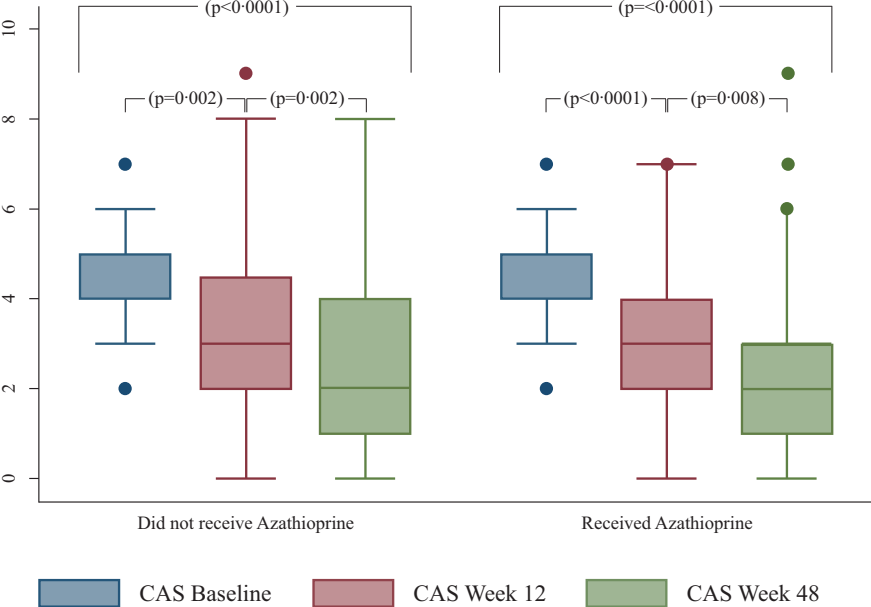 (p<0·0001)
(p=<0·0001)
(p=0·002)
(p=0·002)
(p<0·0001)
(p=0·008)
10
8
6
4
2
0
Did not receive Azathioprine
Received Azathioprine
CAS Baseline
CAS Week 12
CAS Week 48